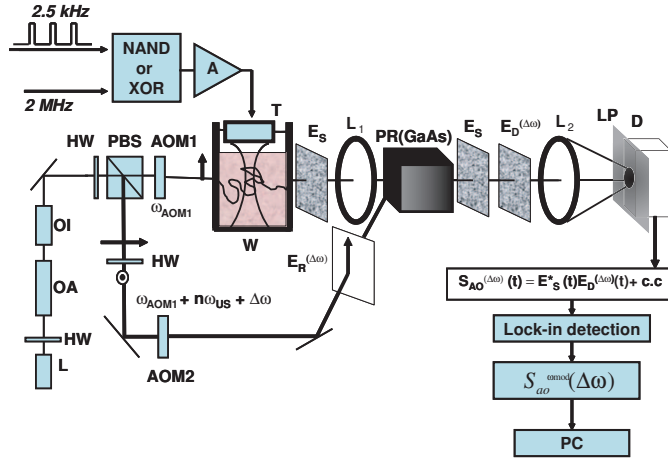 2.5 kHz
NAND
or
XOR
A
2 MHz
T
HW
PBS
AOM1
E_S
L_1
PR(GaAs)
E_S
E_D^(Δω)
L_2
LP
D
ω_AOM1
OI
W
HW
E_R^(Δω)
OA
ω_AOM1 + nω_US + Δω
HW
L
AOM2
S_AO^(Δω) (t) = E*_S (t)E_D^(Δω)(t)+ c.c
Lock-in detection
S_ao^ωmod(Δω)
PC